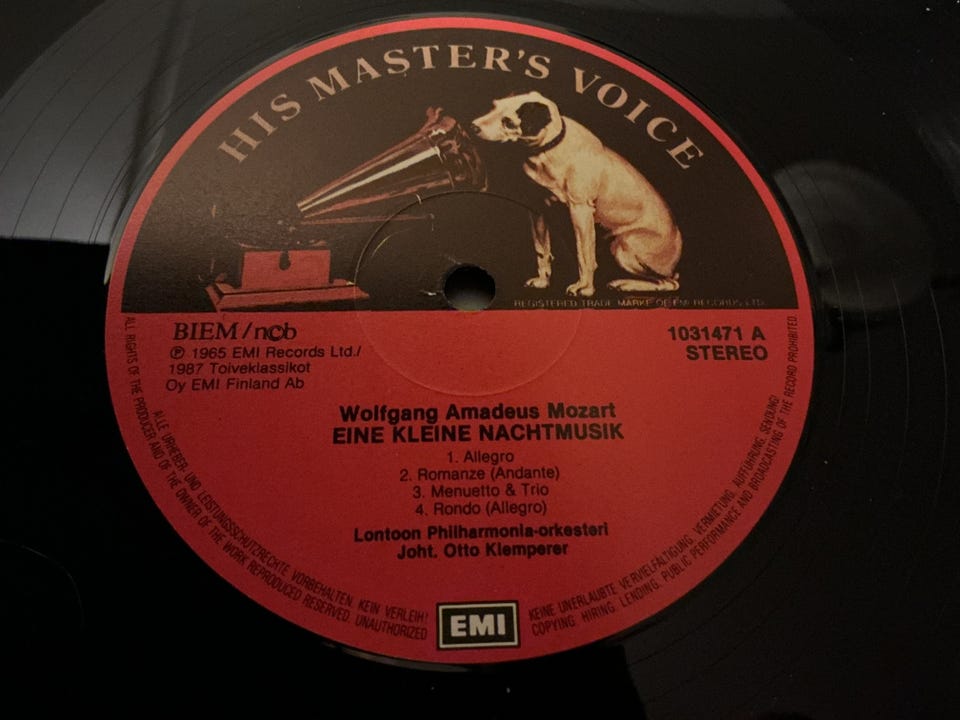 HIS MASTER'S VOICE
REGISTERED TRADE MARKE OF EMI RECORDS LTD.
BIEM/ncb
℗ 1965 EMI Records Ltd./
1987 Toiveklassikot
Oy EMI Finland Ab
1031471 A
STEREO
Wolfgang Amadeus Mozart
EINE KLEINE NACHTMUSIK
1. Allegro
2. Romanze (Andante)
3. Menuetto & Trio
4. Rondo (Allegro)
Lontoon Philharmonia-orkesteri
Joht. Otto Klemperer
ALLE URHEBER- UND LEISTUNGSSCHUTZRECHTE VORBEHALTEN. KEIN VERLEIH! KEINE UNERLAUBTE VERVIELFÄLTIGUNG, VERMIETUNG, AUFFÜHRUNG, SENDUNG!
ALL RIGHTS OF THE PRODUCER AND OF THE OWNER OF THE WORK REPRODUCED RESERVED. UNAUTHORIZED COPYING, HIRING, LENDING, PUBLIC PERFORMANCE AND BROADCASTING OF THE RECORD PROHIBITED.
EMI